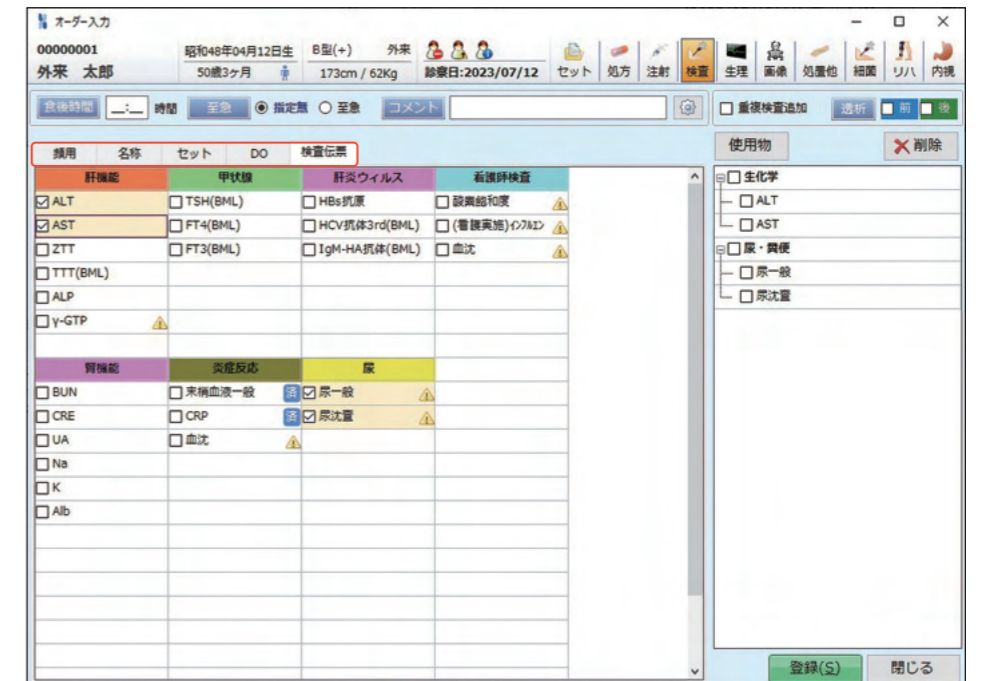 オーダー入力
00000001 昭和48年04月12日生 B型(+) 外来
外来 太郎 50歳3ヶ月 173cm / 62Kg 診察日:2023/07/12 セット 処方 注射 検査 生理 画像 処置他 細菌 リハ 内視
食後時間 __:__ 時間 至急 指定無 至急 コメント 重複検査追加 透析 前 後
頻用 名称 セット DO 検査伝票 使用物 削除
肝機能 甲状腺 肝炎ウィルス 看護師検査
ALT TSH(BML) HBs抗原 酸素飽和度
AST FT4(BML) HCV抗体3rd(BML) (看護実施)インフルエン
ZTT FT3(BML) IgM-HA抗体(BML) 血沈
TTT(BML)
ALP
γ-GTP
腎機能 炎症反応 尿
BUN 末梢血液一般 済 尿一般
CRE CRP 済 尿沈査
UA 血沈
Na
K
Alb
生化学
ALT
AST
尿・糞便
尿一般
尿沈査
登録(S) 閉じる